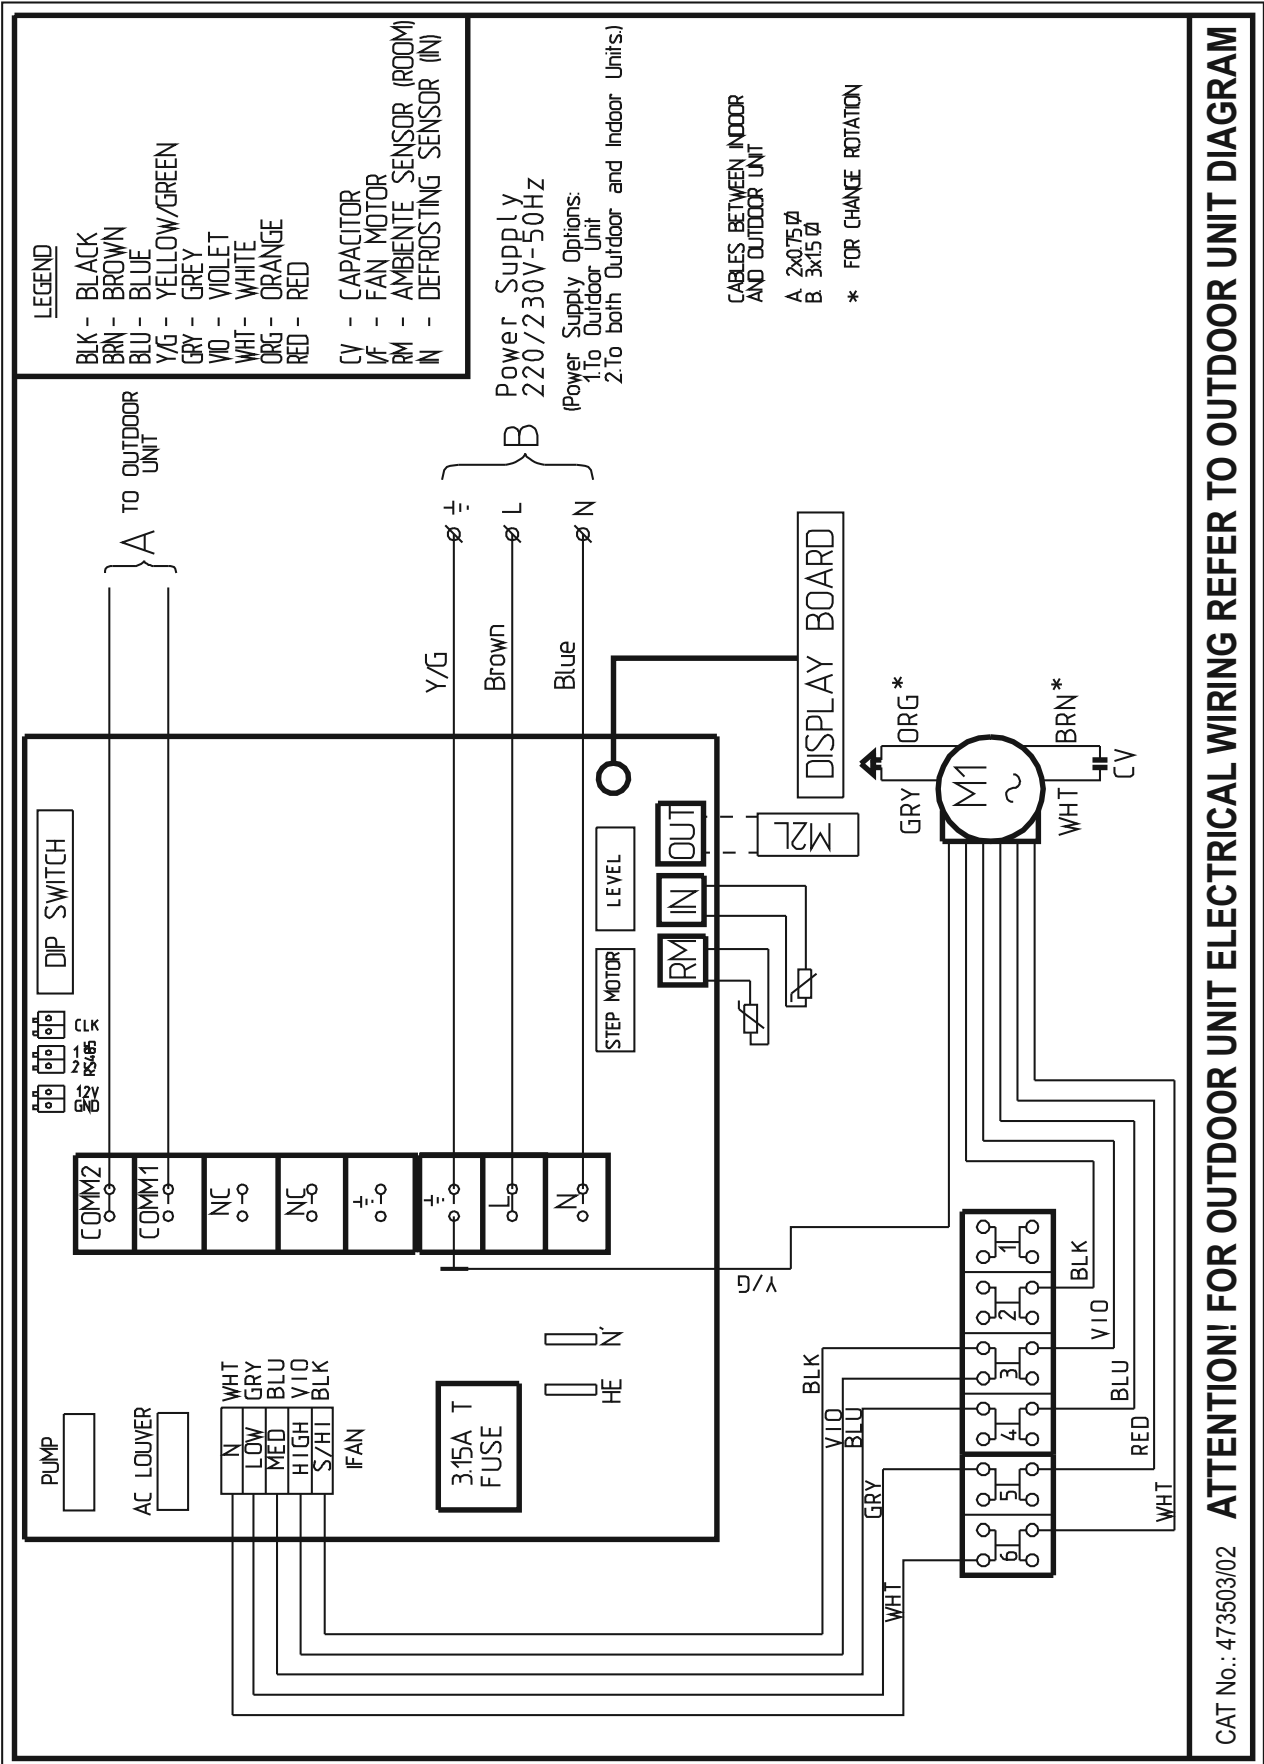 LEGEND
BLK - BLACK
BRN - BROWN
BLU - BLUE
Y/G - YELLOW/GREEN
GRY - GREY
VIO - VIOLET
WHT - WHITE
ORG - ORANGE
RED - RED
CV - CAPACITOR
I/F - FAN MOTOR
RM - AMBIENTE SENSOR (ROOM)
IN - DEFROSTING SENSOR (IN)
A
TO OUTDOOR
UNIT
B
Power Supply
220/230V-50Hz
(Power Supply Options:
1.To Outdoor Unit
2.To both Outdoor and Indoor Units.)
L
N
Y/G
Brown
Blue
CABLES BETWEEN INDOOR
AND OUTDOOR UNIT
A. 2x0.75
B. 3x1.5
* FOR CHANGE ROTATION
DIP SWITCH
CLK
1
2
RS485
12V
GND
COMM2
COMM1
NC
NC
L
N
LEVEL
STEP MOTOR
OUT
IN
RM
M2
DISPLAY BOARD
ORG*
GRY
M1
~
BRN*
WHT
CV
Y/G
PUMP
AC LOUVER
WHT
GRY
BLU
VIO
BLK
N
LOW
MED
HIGH
S/HI
IFAN
3.15A T
FUSE
N'
HE
BLK
VIO
BLU
GRY
WHT
1
2
3
4
5
6
BLK
VIO
BLU
RED
WHT
CAT No.: 473503/02
ATTENTION! FOR OUTDOOR UNIT ELECTRICAL WIRING REFER TO OUTDOOR UNIT DIAGRAM